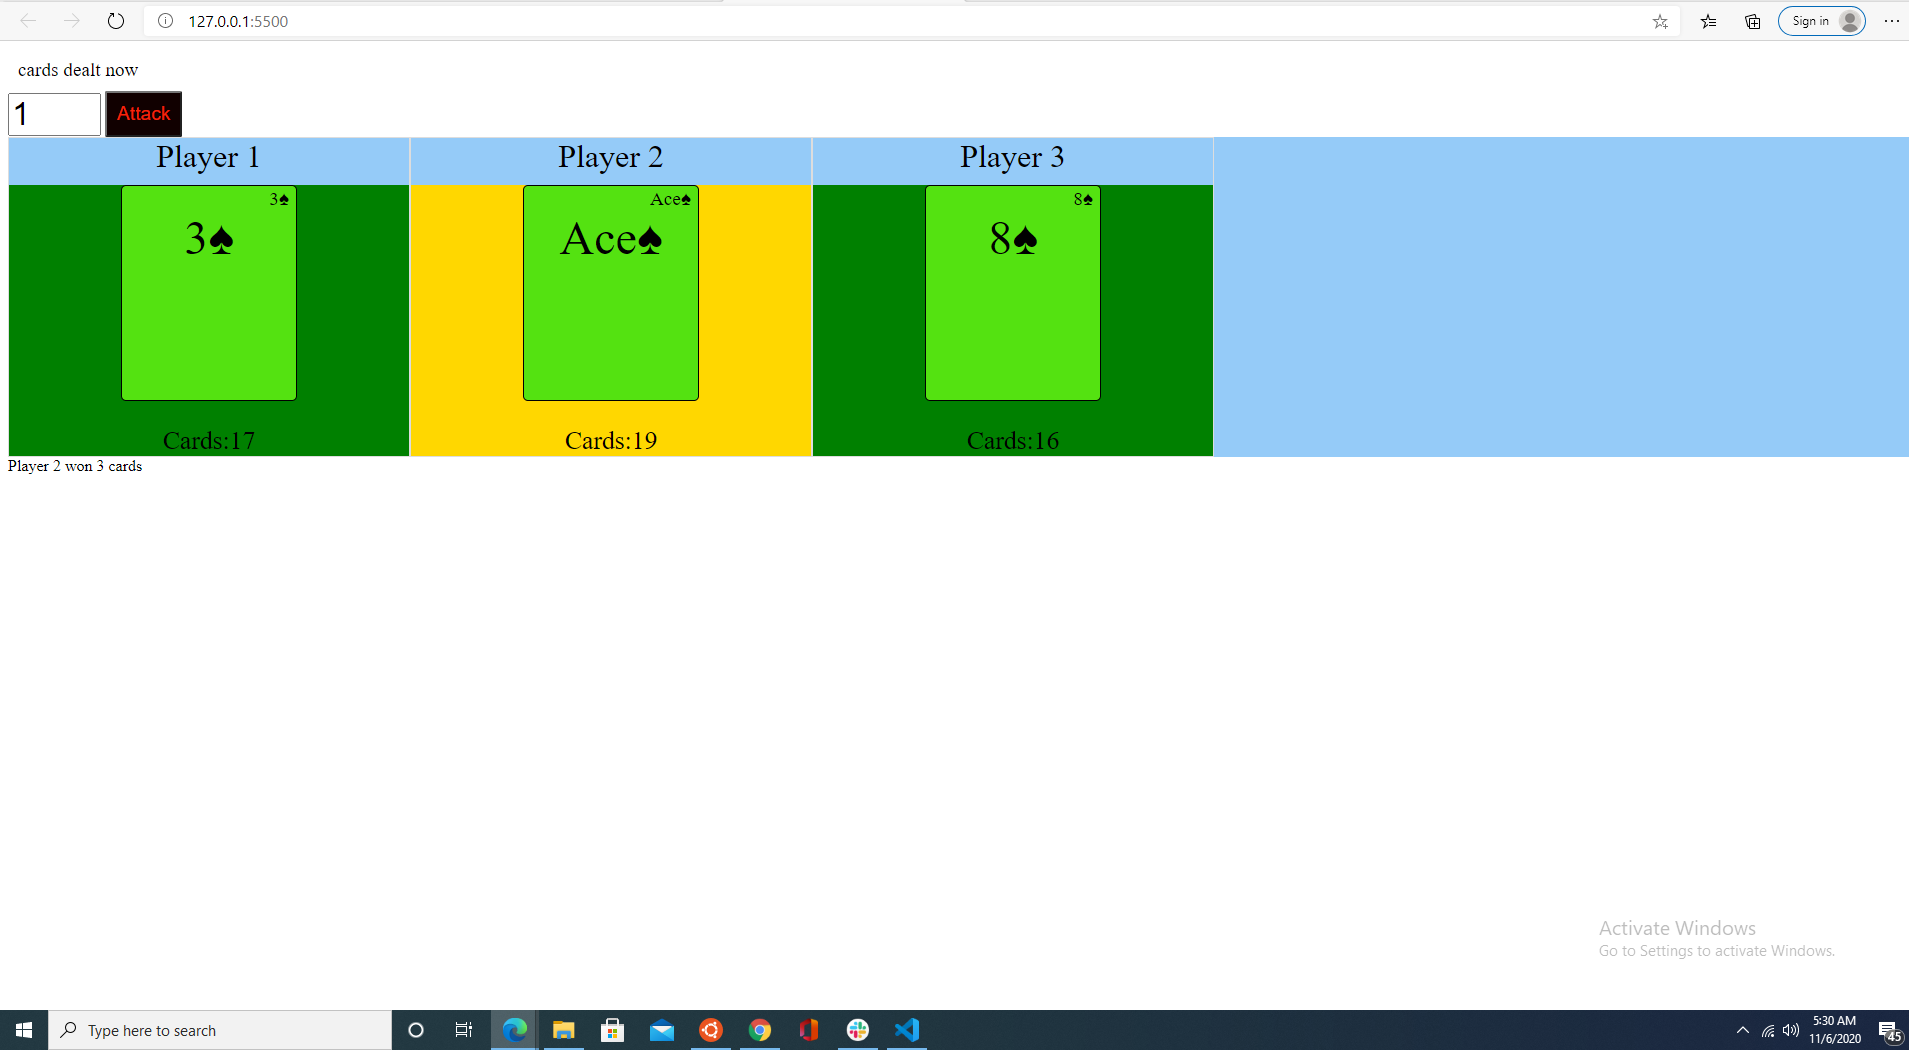 127.0.0.1:5500
Sign in
cards dealt now
1
Attack
Player 1
Player 2
Player 3
3♠
Ace♠
8♠
3♠
Ace♠
8♠
Cards:17
Cards:19
Cards:16
Player 2 won 3 cards
Activate Windows
Go to Settings to activate Windows.
Type here to search
5:30 AM
11/6/2020
45